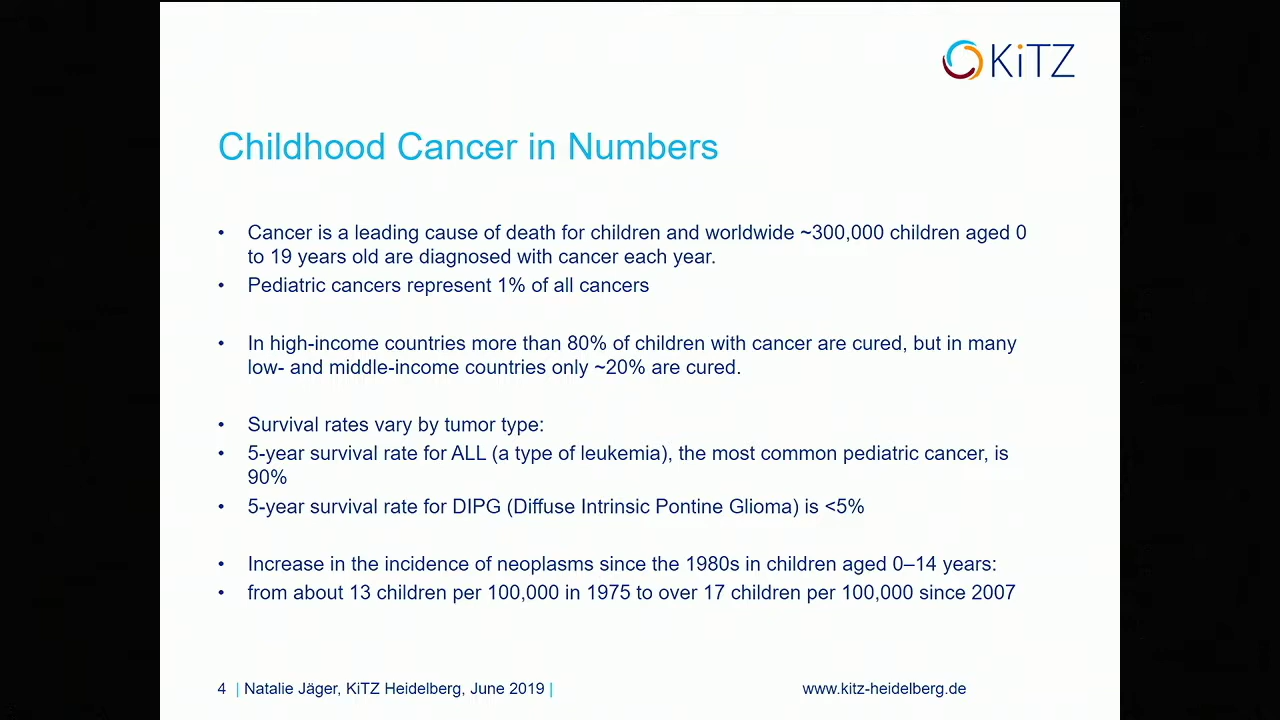 KiTZ
Childhood Cancer in Numbers
• Cancer is a leading cause of death for children and worldwide ~300,000 children aged 0
to 19 years old are diagnosed with cancer each year.
• Pediatric cancers represent 1% of all cancers
• In high-income countries more than 80% of children with cancer are cured, but in many
low- and middle-income countries only ~20% are cured.
• Survival rates vary by tumor type:
• 5-year survival rate for ALL (a type of leukemia), the most common pediatric cancer, is
90%
• 5-year survival rate for DIPG (Diffuse Intrinsic Pontine Glioma) is <5%
• Increase in the incidence of neoplasms since the 1980s in children aged 0–14 years:
• from about 13 children per 100,000 in 1975 to over 17 children per 100,000 since 2007
4 | Natalie Jäger, KiTZ Heidelberg, June 2019 | www.kitz-heidelberg.de